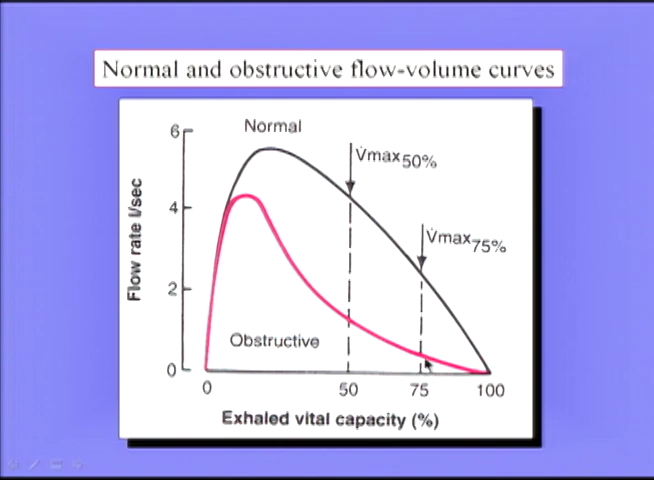 Normal and obstructive flow-volume curves
6
Normal
V̇max50%
4
V̇max75%
Flow rate l/sec
2
Obstructive
0
0 50 75 100
Exhaled vital capacity (%)